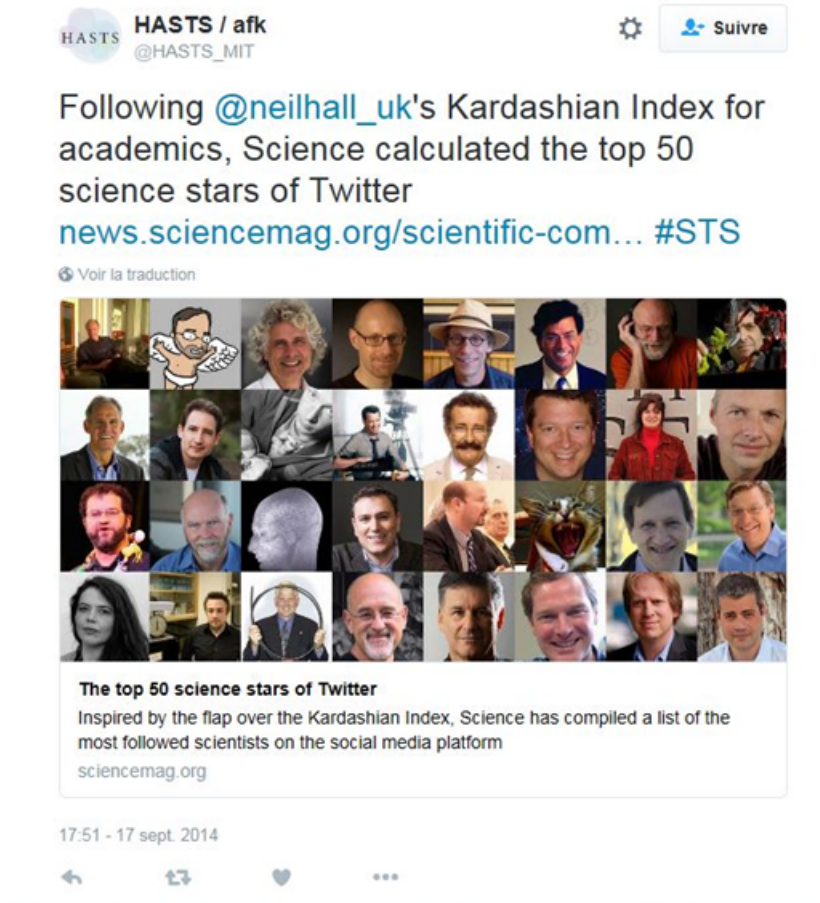 HASTS
HASTS / afk
@HASTS_MIT
Suivre
Following @neilhall_uk's Kardashian Index for
academics, Science calculated the top 50
science stars of Twitter
news.sciencemag.org/scientific-com... #STS
Voir la traduction
The top 50 science stars of Twitter
Inspired by the flap over the Kardashian Index, Science has compiled a list of the
most followed scientists on the social media platform
sciencemag.org
17:51 - 17 sept. 2014